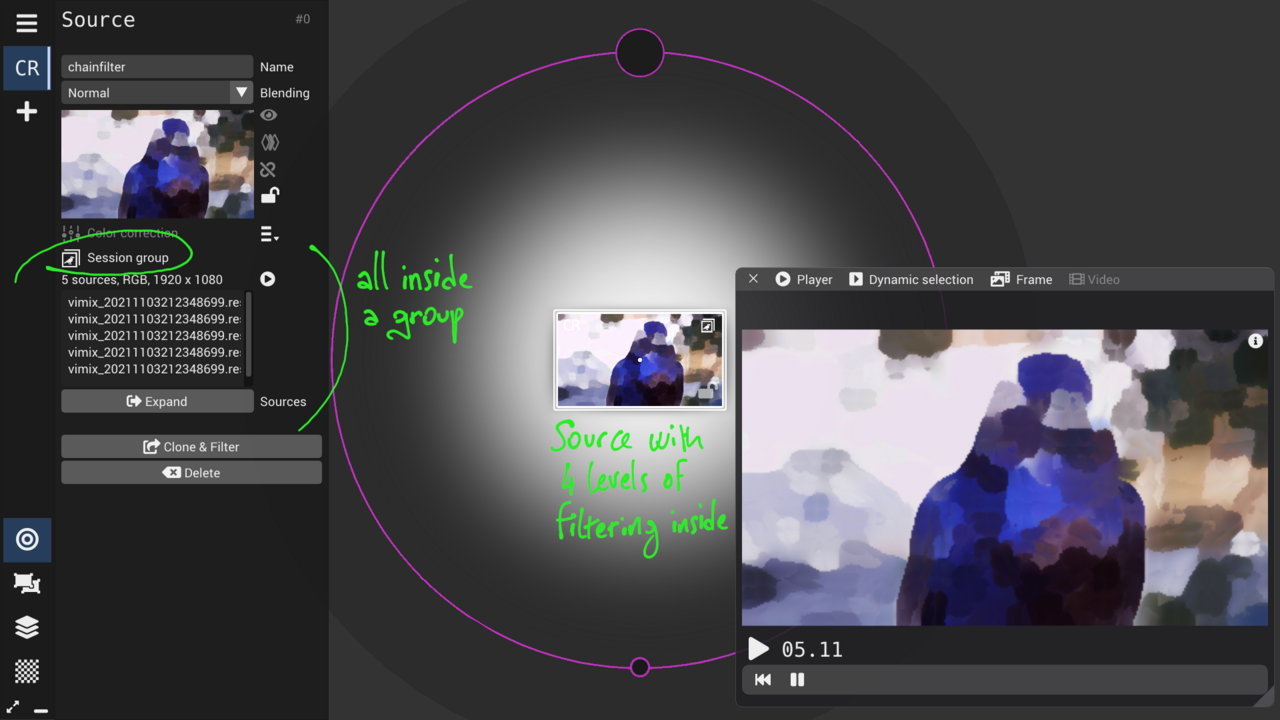 Source
#0
CR
chainfilter
Name
Normal
Blending
Color correction
Session group
5 sources, RGB, 1920 x 1080
vimix_20211103212348699.re
vimix_20211103212348699.re
vimix_20211103212348699.re
vimix_20211103212348699.re
vimix_20211103212348699.re
Expand
Sources
Clone & Filter
Delete
all inside
a group
CR
Source with
4 levels of
filtering inside
Player
Dynamic selection
Frame
Video
05.11